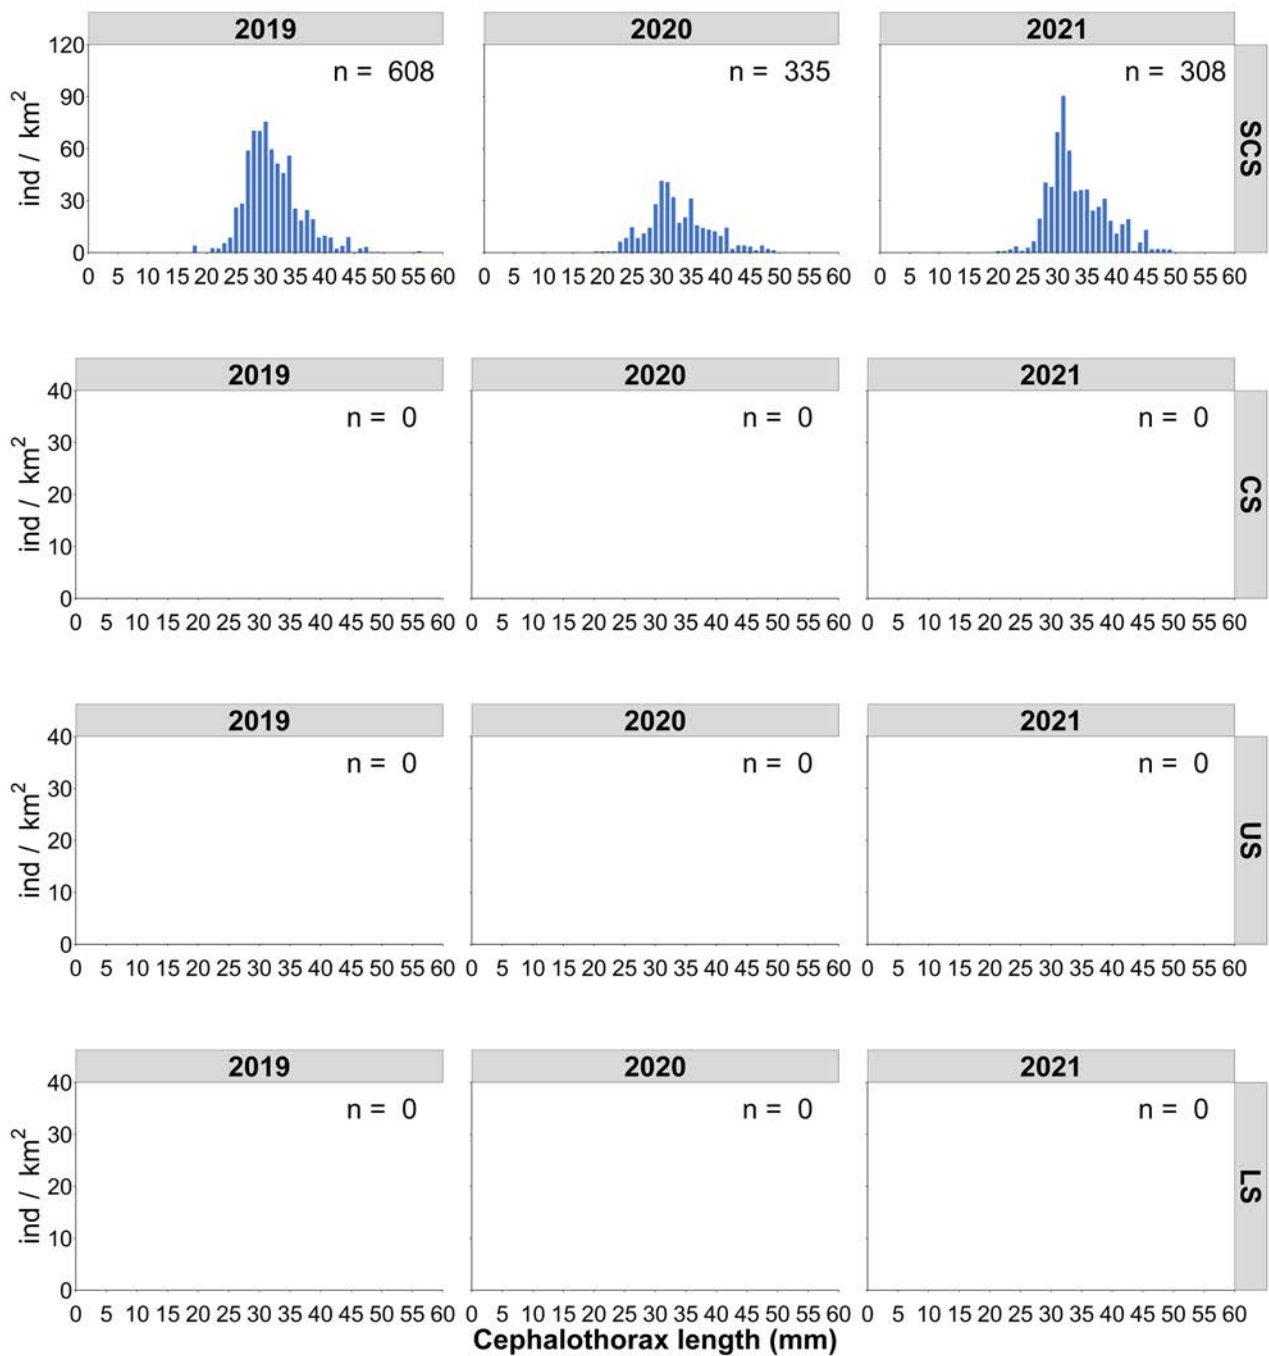 2019 2020 2021
n = 608 n = 335 n = 308
120
90
60
30
0
ind / km²
SCS
0 5 10 15 20 25 30 35 40 45 50 55 60 0 5 10 15 20 25 30 35 40 45 50 55 60 0 5 10 15 20 25 30 35 40 45 50 55 60
2019 2020 2021
n = 0 n = 0 n = 0
40
30
20
10
0
ind / km²
CS
0 5 10 15 20 25 30 35 40 45 50 55 60 0 5 10 15 20 25 30 35 40 45 50 55 60 0 5 10 15 20 25 30 35 40 45 50 55 60
2019 2020 2021
n = 0 n = 0 n = 0
40
30
20
10
0
ind / km²
US
0 5 10 15 20 25 30 35 40 45 50 55 60 0 5 10 15 20 25 30 35 40 45 50 55 60 0 5 10 15 20 25 30 35 40 45 50 55 60
2019 2020 2021
n = 0 n = 0 n = 0
40
30
20
10
0
ind / km²
LS
0 5 10 15 20 25 30 35 40 45 50 55 60 0 5 10 15 20 25 30 35 40 45 50 55 60 0 5 10 15 20 25 30 35 40 45 50 55 60
Cephalothorax length (mm)